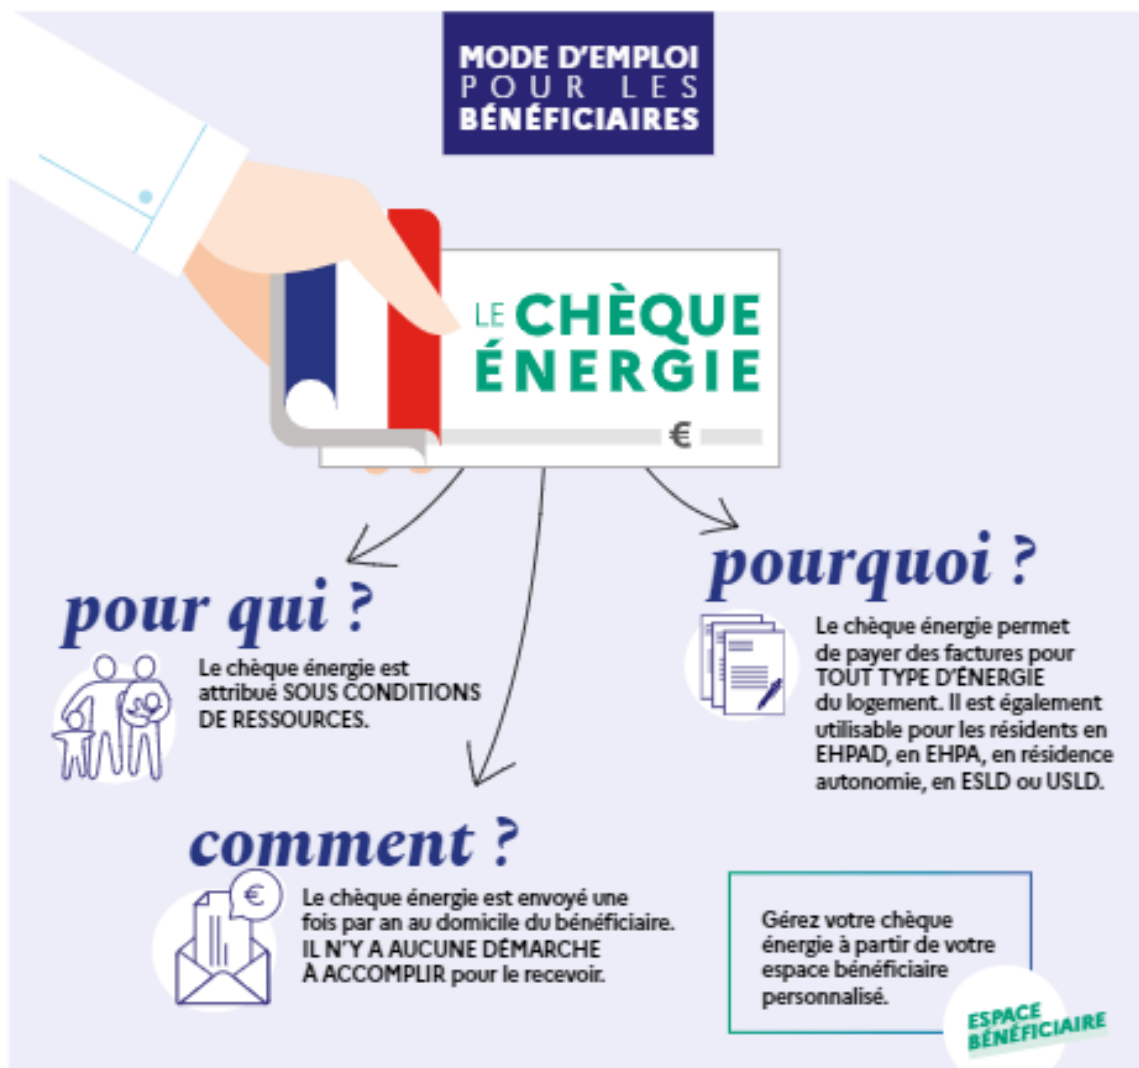 MODE D'EMPLOI
POUR LES
BÉNÉFICIAIRES
LE CHÈQUE
ÉNERGIE
€
pour qui ?
Le chèque énergie est
attribué SOUS CONDITIONS
DE RESSOURCES.
pourquoi ?
Le chèque énergie permet
de payer des factures pour
TOUT TYPE D'ÉNERGIE
du logement. Il est également
utilisable pour les résidents en
EHPAD, en EHPA, en résidence
autonomie, en ESLD ou USLD.
comment ?
€
Le chèque énergie est envoyé une
fois par an au domicile du bénéficiaire.
IL N'Y A AUCUNE DÉMARCHE
À ACCOMPLIR pour le recevoir.
Gérez votre chèque
énergie à partir de votre
espace bénéficiaire
personnalisé.
ESPACE
BÉNÉFICIAIRE